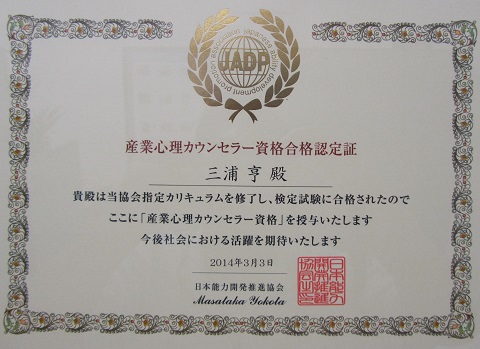 Japanese ability development promotion association
JADP
産業心理カウンセラー資格合格認定証
三浦 亨 殿
貴殿は当協会指定カリキュラムを修了し、検定試験に合格されたので
ここに「産業心理カウンセラー資格」を授与いたします
今後社会における活躍を期待いたします
2014年3月3日
日本能力開発推進協会
Masataka Yokota